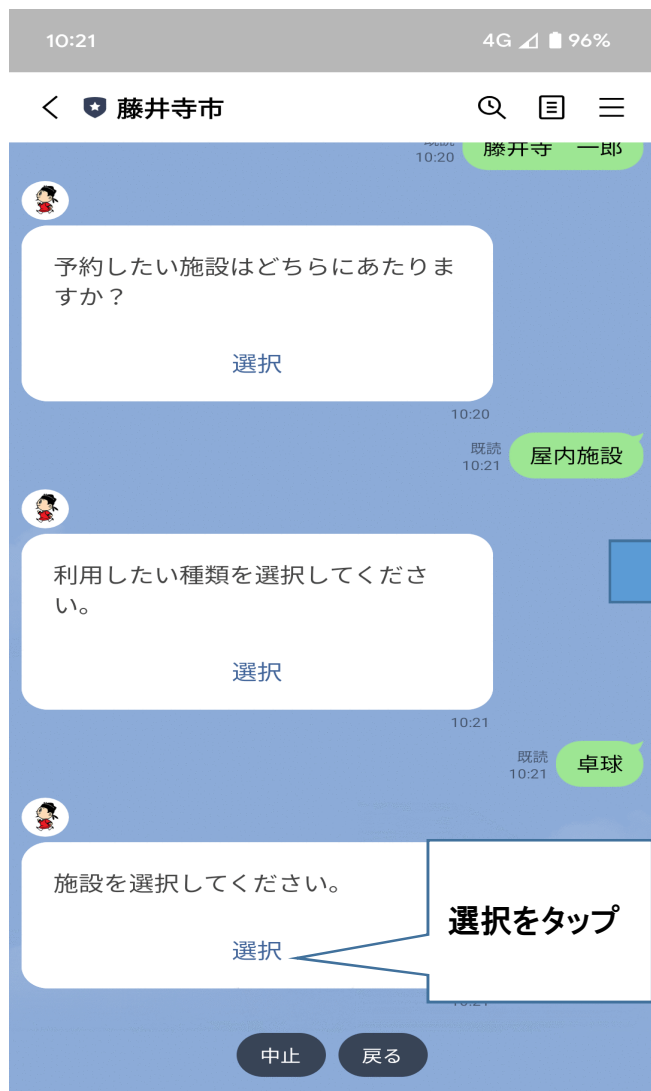 10:21
4G 96%
藤井寺市
藤井寺　一郎
10:20
予約したい施設はどちらにあたりま
すか？
選択
10:20
既読
10:21
屋内施設
利用したい種類を選択してくださ
い。
選択
10:21
既読
10:21
卓球
施設を選択してください。
選択
選択をタップ
中止
戻る